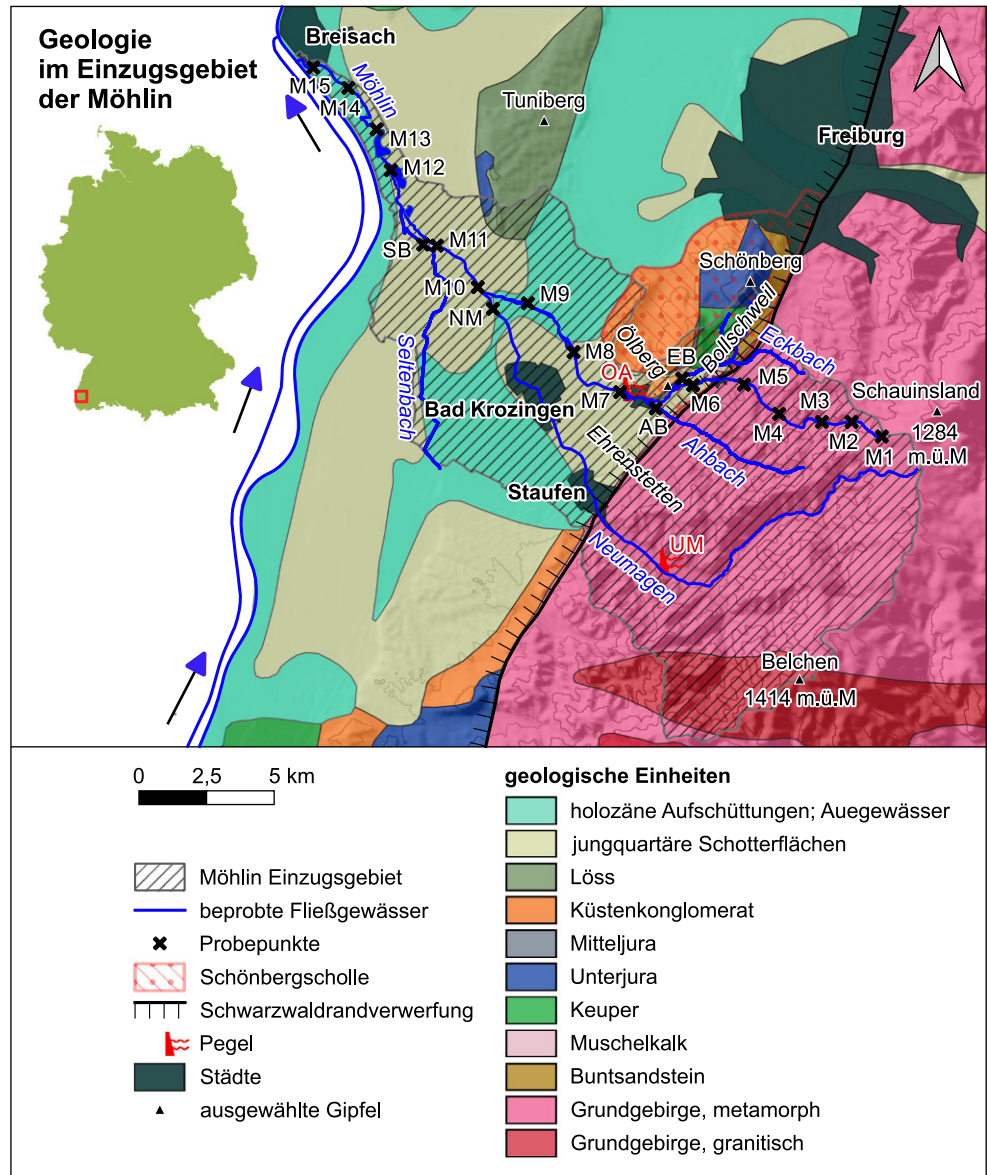 Geologie
im Einzugsgebiet
der Möhlin
Breisach
Möhlin
M15
M14
M13
M12
Tuniberg
Freiburg
SB
M11
Schönberg
M10
M9
NM
Ölberg
Bollschweil
EB
Eckbach
M8
OA
M5
Schauinsland
1284
m.ü.M
M7
M6
M3
Seltenbach
Bad Krozingen
AB
M4
M2
M1
Ehrenstetten
Ahbach
Staufen
Neumagen
UM
Belchen
1414 m.ü.M
0 2,5 5 km
Möhlin Einzugsgebiet
beprobte Fließgewässer
Probepunkte
Schönbergscholle
Schwarzwaldrandverwerfung
Pegel
Städte
ausgewählte Gipfel
geologische Einheiten
holozäne Aufschüttungen; Auegewässer
jungquartäre Schotterflächen
Löss
Küstenkonglomerat
Mitteljura
Unterjura
Keuper
Muschelkalk
Buntsandstein
Grundgebirge, metamorph
Grundgebirge, granitisch